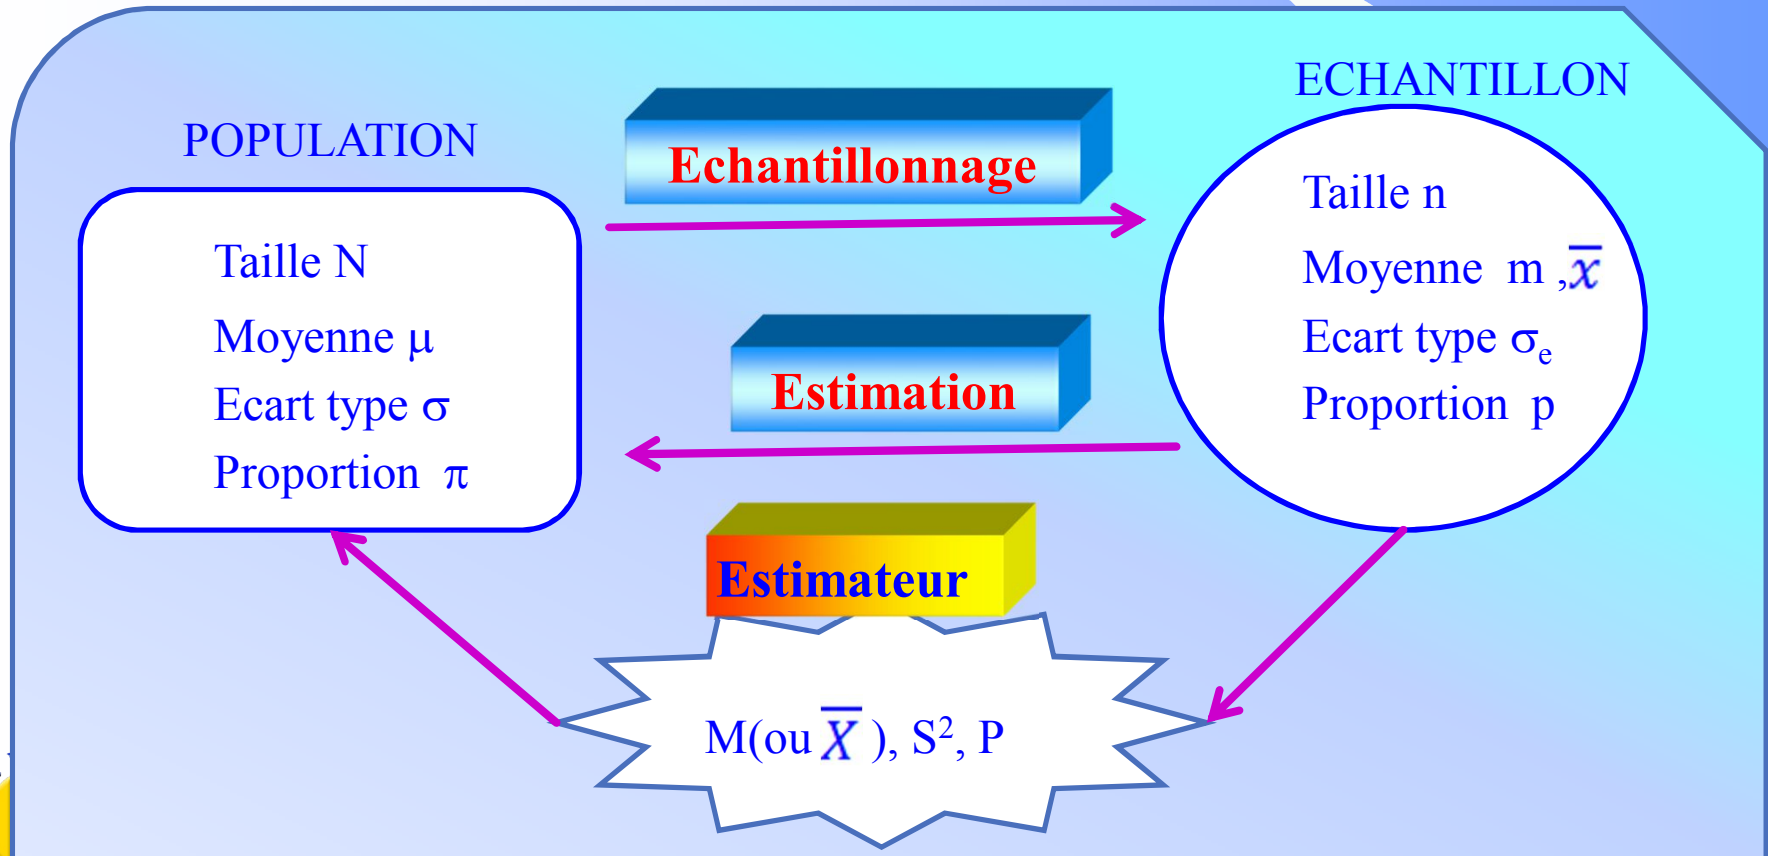 POPULATION
Taille N
Moyenne μ
Ecart type σ
Proportion π
Echantillonnage
Estimation
ECHANTILLON
Taille n
Moyenne m , x̅
Ecart type σₑ
Proportion p
Estimateur
M(ou X̅ ), S², P